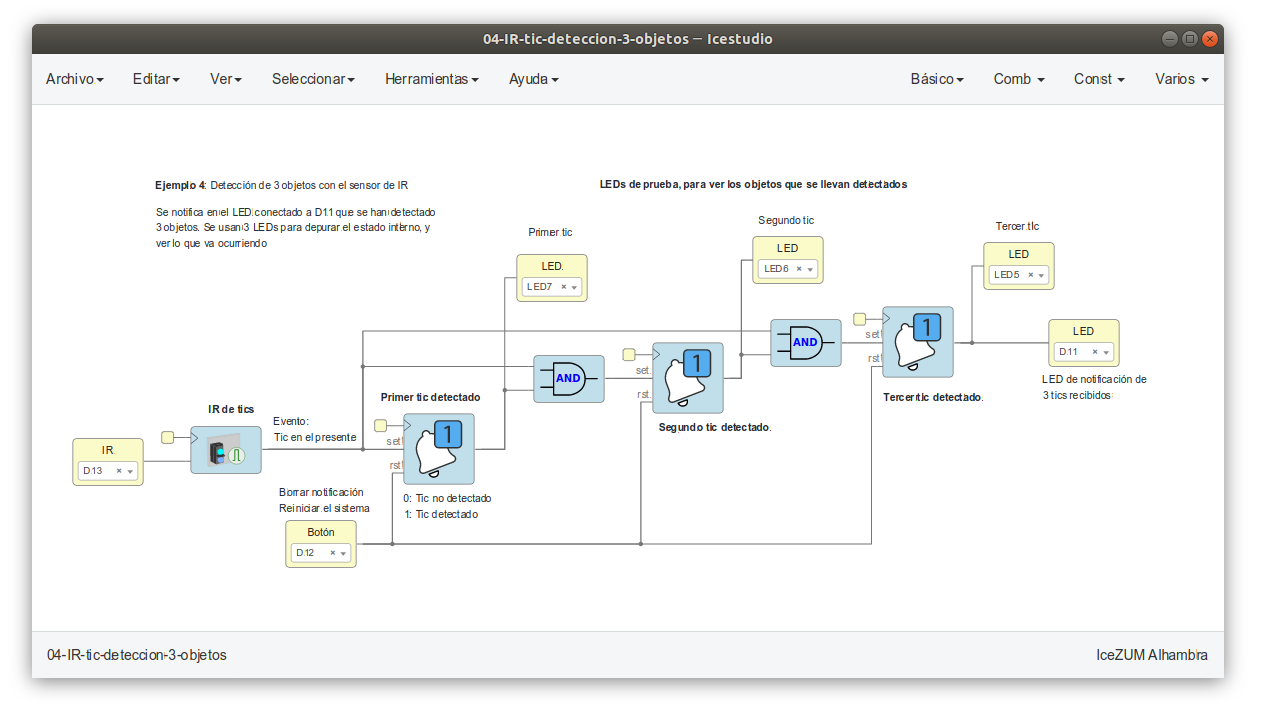 04-IR-tic-deteccion-3-objetos – Icestudio
Archivo Editar Ver Seleccionar Herramientas Ayuda Básico Comb Const Varios
Ejemplo 4: Detección de 3 objetos con el sensor de IR
Se notifica en el LED conectado a D11 que se han detectado
3 objetos. Se usan 3 LEDs para depurar el estado interno, y
ver lo que va ocurriendo
LEDs de prueba, para ver los objetos que se llevan detectados
Primer tic
LED
LED7
Segundo tic
LED
LED6
Tercer tic
LED
LED5
AND
set
rst
1
Tercer tic detectado.
LED
D11
LED de notificación de
3 tics recibidos
AND
set
rst
1
Segundo tic detectado.
Primer tic detectado
set
rst
1
0: Tic no detectado
1: Tic detectado
IR de tics
Evento:
Tic en el presente
IR
D13
Borrar notificación
Reiniciar el sistema
Botón
D12
04-IR-tic-deteccion-3-objetos IceZUM Alhambra